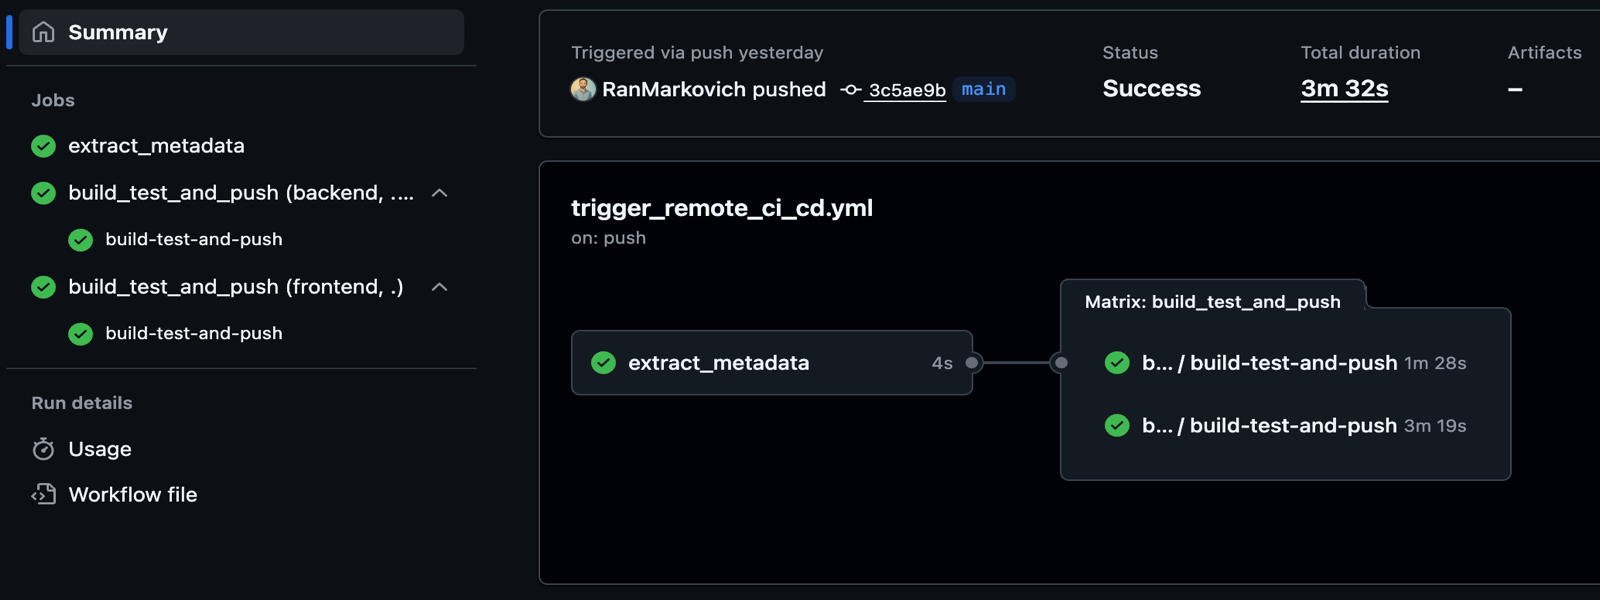 Summary
Jobs
extract_metadata
build_test_and_push (backend, ....
build-test-and-push
build_test_and_push (frontend, .)
build-test-and-push
Run details
Usage
Workflow file
Triggered via push yesterday
RanMarkovich pushed 3c5ae9b main
Status
Success
Total duration
3m 32s
Artifacts
–
trigger_remote_ci_cd.yml
on: push
extract_metadata 4s
Matrix: build_test_and_push
b... / build-test-and-push 1m 28s
b... / build-test-and-push 3m 19s